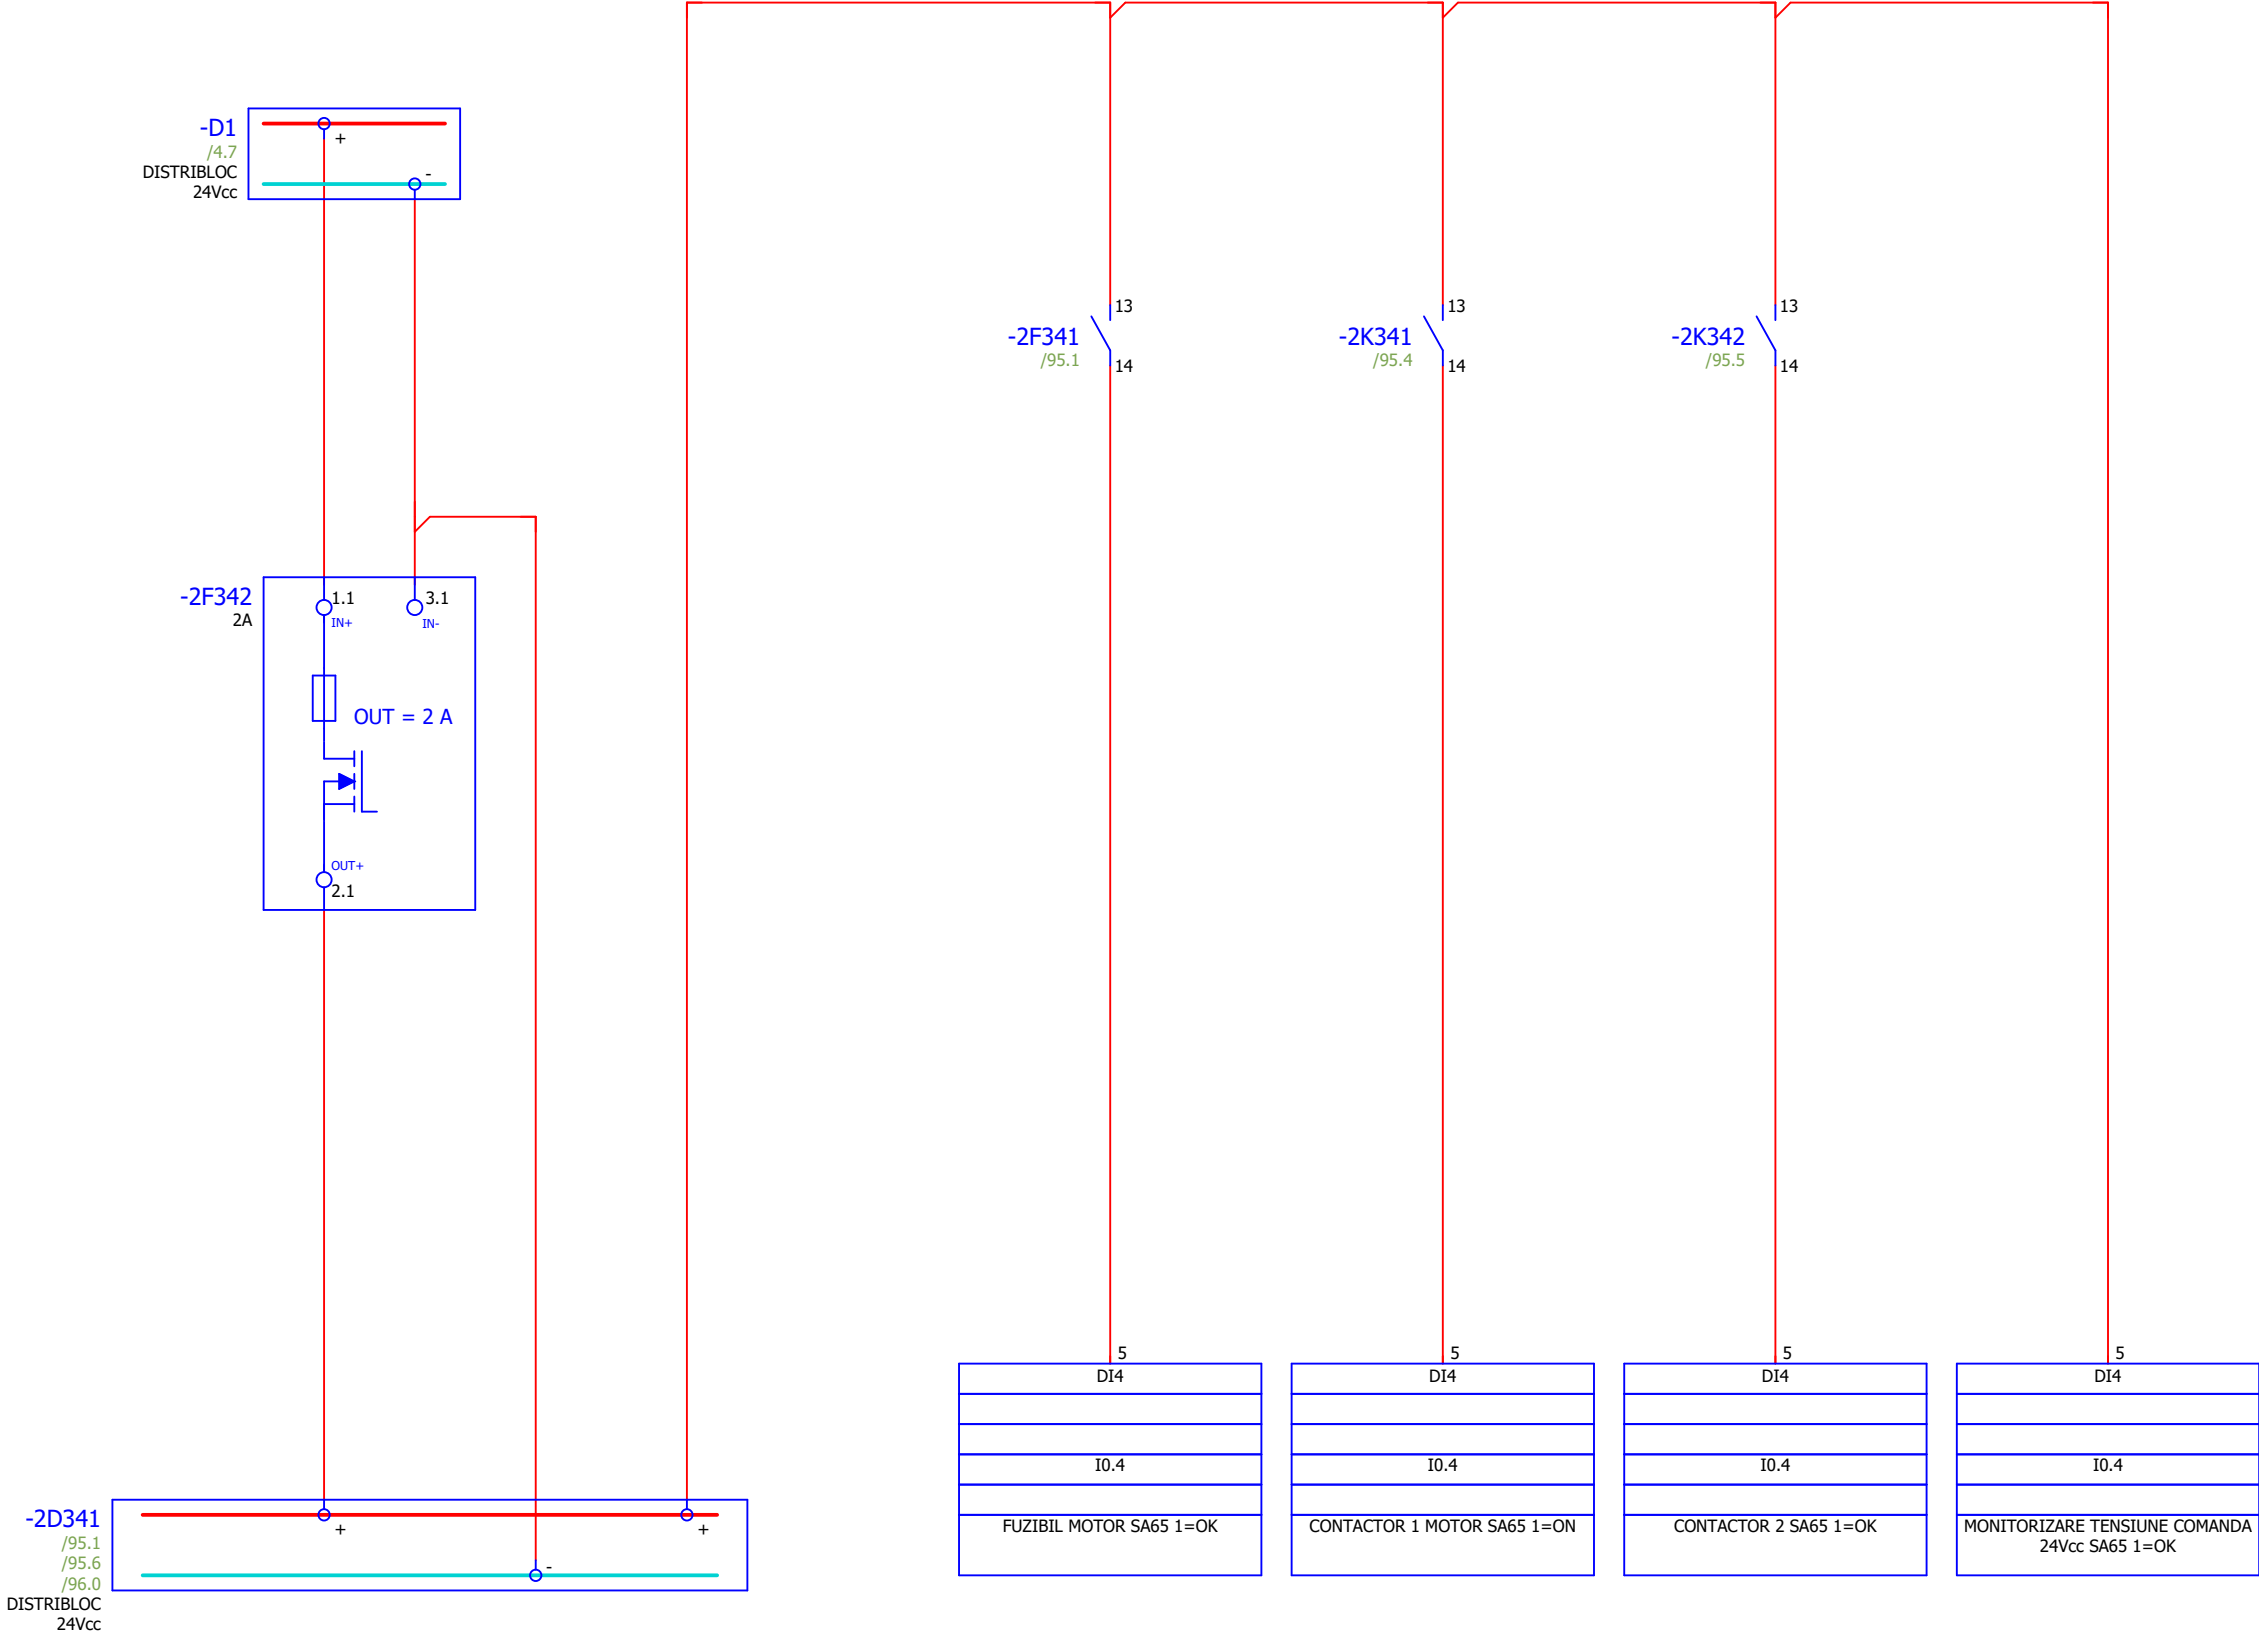 -D1
/4.7
DISTRIBLOC
24Vcc
+
-
-2F341
/95.1
13
14
-2K341
/95.4
13
14
-2K342
/95.5
13
14
-2F342
2A
1.1
IN+
3.1
IN-
OUT = 2 A
OUT+
2.1
-2D341
/95.1
/95.6
/96.0
DISTRIBLOC
24Vcc
+
-
+
5
DI4
I0.4
FUZIBIL MOTOR SA65 1=OK
5
DI4
I0.4
CONTACTOR 1 MOTOR SA65 1=ON
5
DI4
I0.4
CONTACTOR 2 SA65 1=OK
5
DI4
I0.4
MONITORIZARE TENSIUNE COMANDA
24Vcc SA65 1=OK